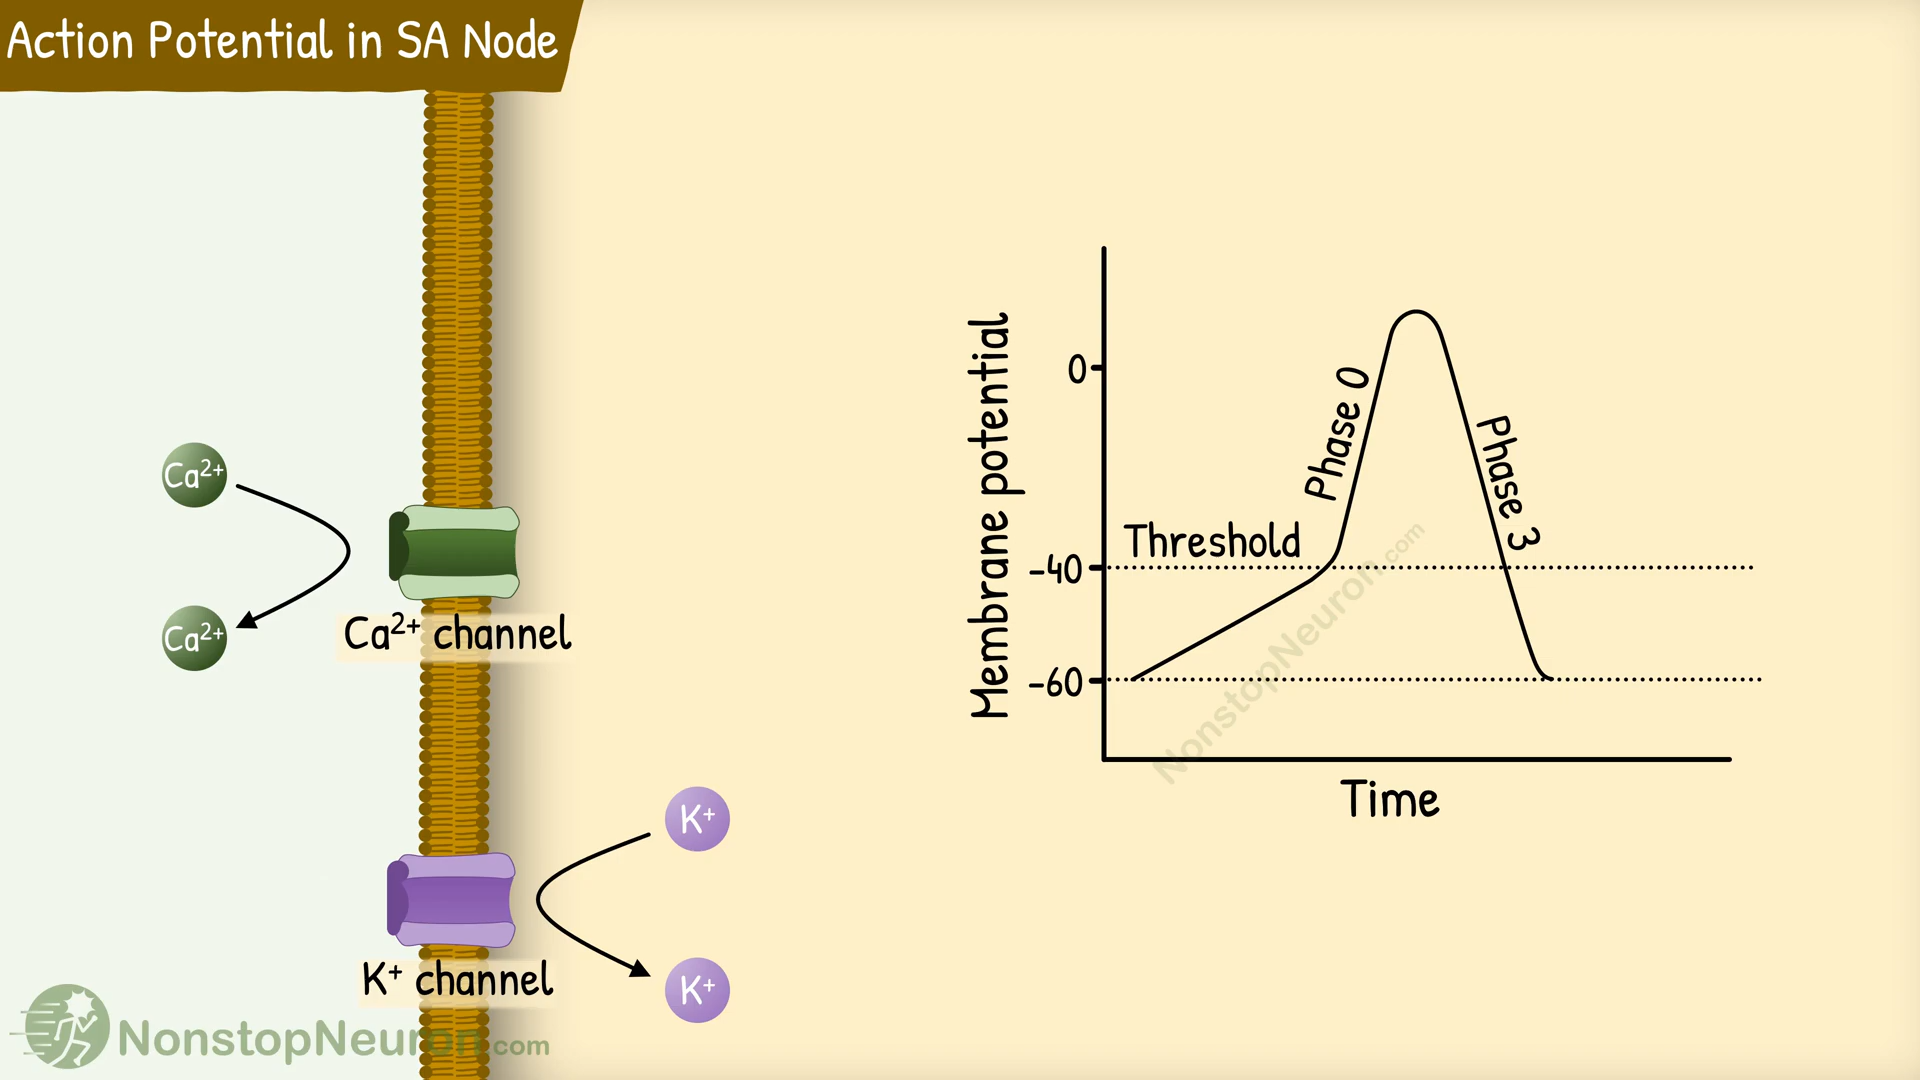 Action Potential in SA Node
Ca²⁺
Ca²⁺
Ca²⁺ channel
K⁺
K⁺ channel
K⁺
Membrane potential
0
-40
-60
Threshold
Phase 0
Phase 3
Time
NonstopNeuron.com
NonstopNeuron.com